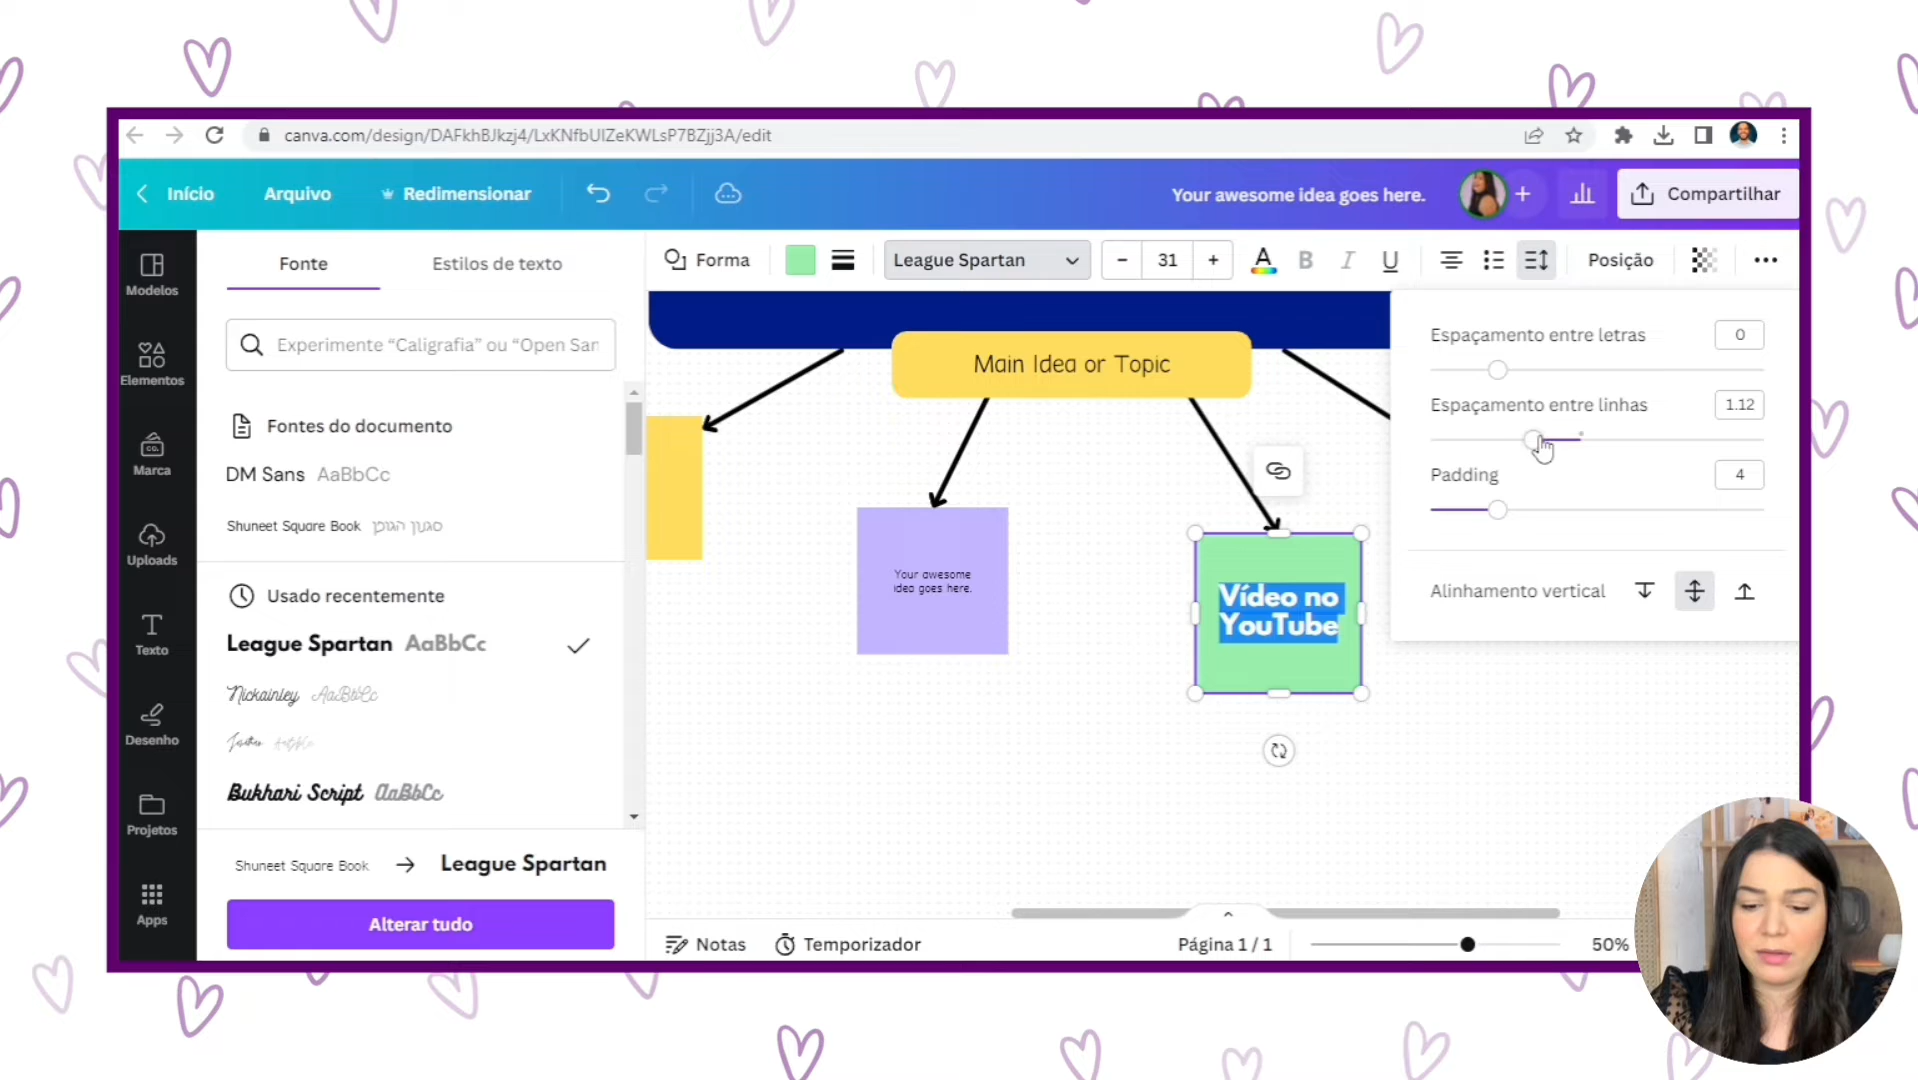 canva.com/design/DAFkhBJkzj4/LxKNfbUIZeKWLsP7BZjj3A/edit
Início
Arquivo
Redimensionar
Your awesome idea goes here.
Compartilhar
Modelos
Elementos
CO.
Marca
Uploads
Texto
Desenho
Projetos
Apps
Fonte
Estilos de texto
Experimente “Caligrafia” ou “Open San
Fontes do documento
DM Sans AaBbCc
Shuneet Square Book סגנון הגופן
Usado recentemente
League Spartan AaBbCc
Nickainley AaBbCc
Bukhari Script AaBbCc
Shuneet Square Book → League Spartan
Alterar tudo
Forma
League Spartan
− 31 +
A B I U
Posição
Main Idea or Topic
Your awesome
idea goes here.
Vídeo no
YouTube
Espaçamento entre letras 0
Espaçamento entre linhas 1.12
Padding 4
Alinhamento vertical
Notas
Temporizador
Página 1 / 1
50%